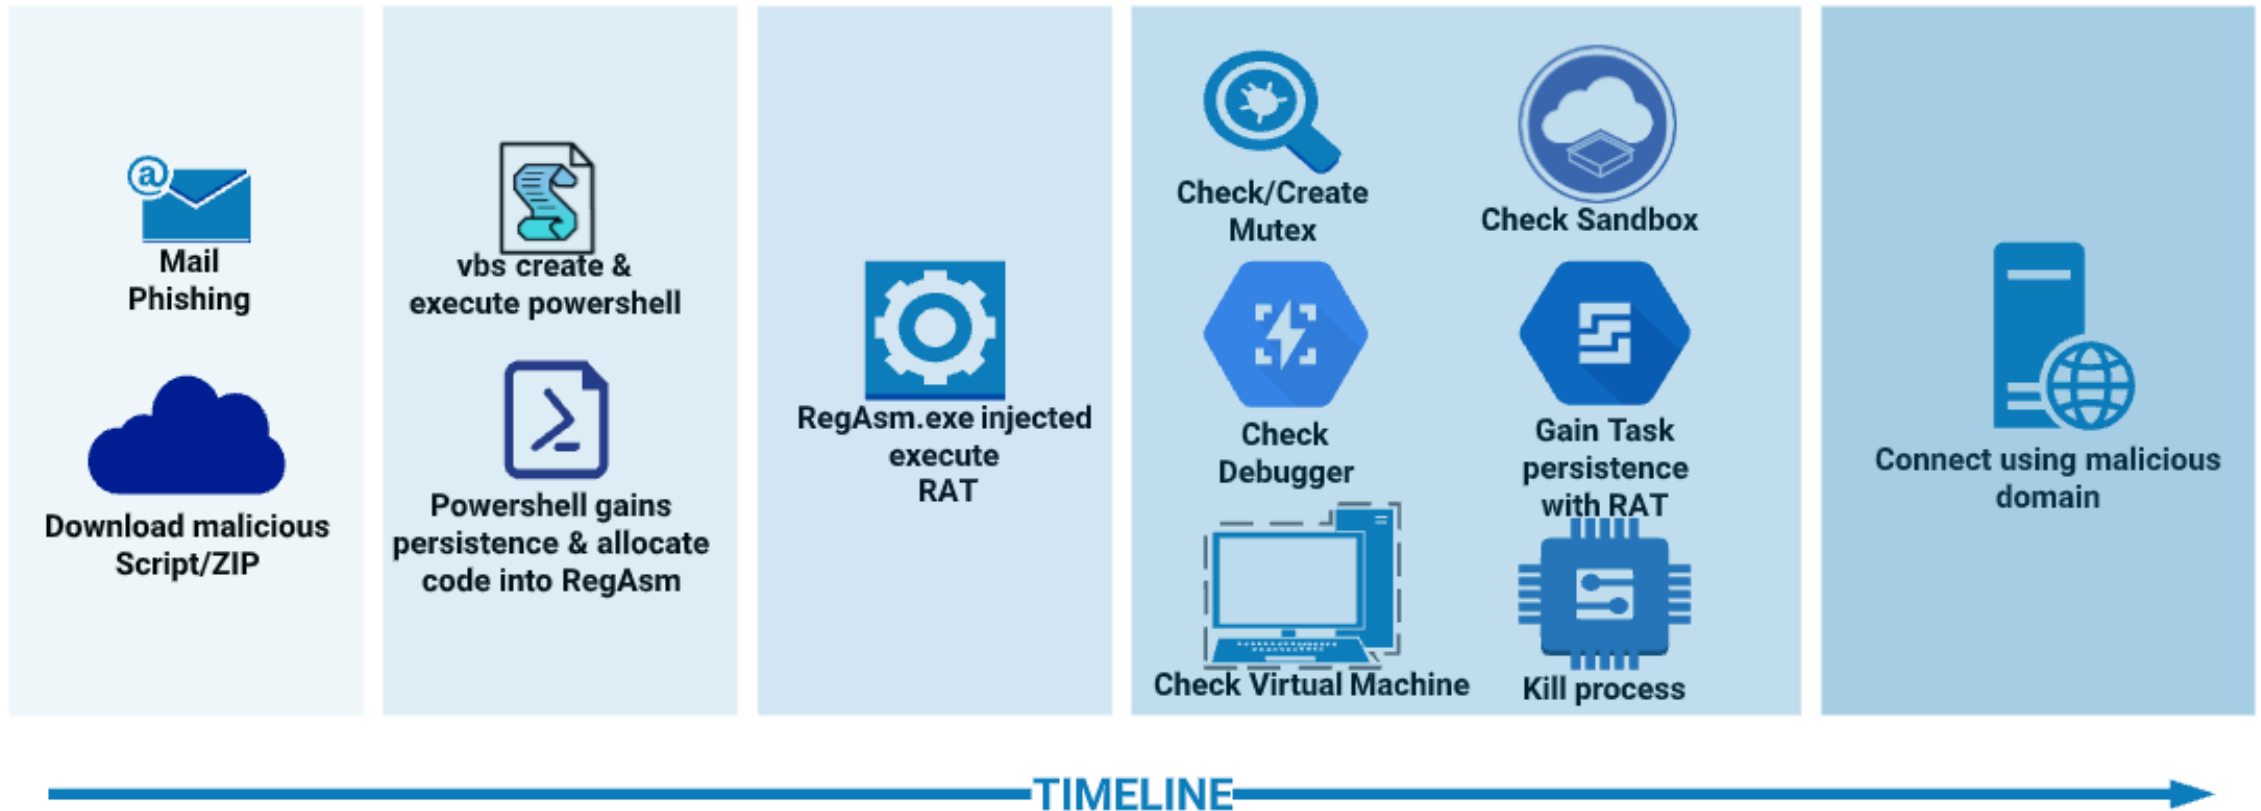 @
Mail
Phishing
Download malicious
Script/ZIP
vbs create &
execute powershell
Powershell gains
persistence & allocate
code into RegAsm
RegAsm.exe injected
execute
RAT
Check/Create
Mutex
Check Sandbox
Check
Debugger
Gain Task
persistence
with RAT
Check Virtual Machine
Kill process
Connect using malicious
domain
TIMELINE